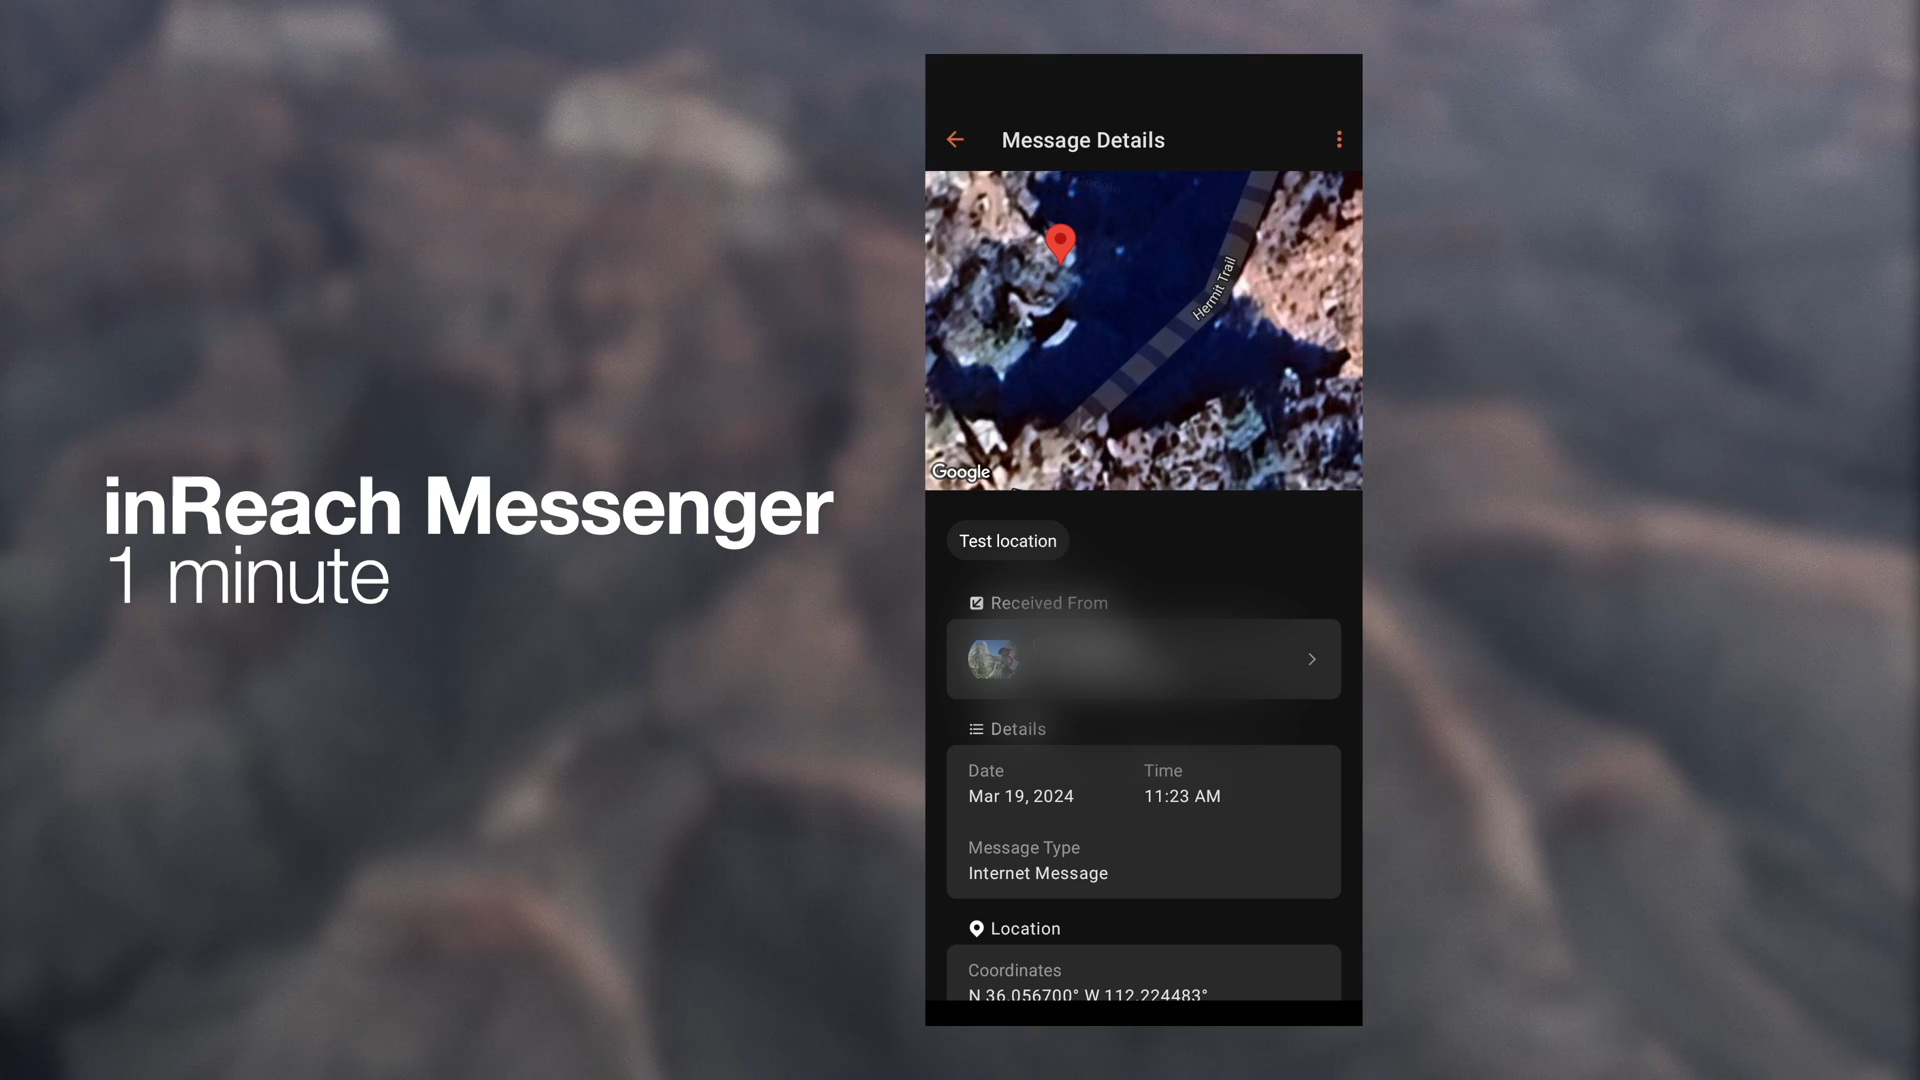 inReach Messenger
1 minute
Message Details
Hermit Trail
Google
Test location
Received From
Details
Date
Time
Mar 19, 2024
11:23 AM
Message Type
Internet Message
Location
Coordinates
N 36.056700° W 112.224483°